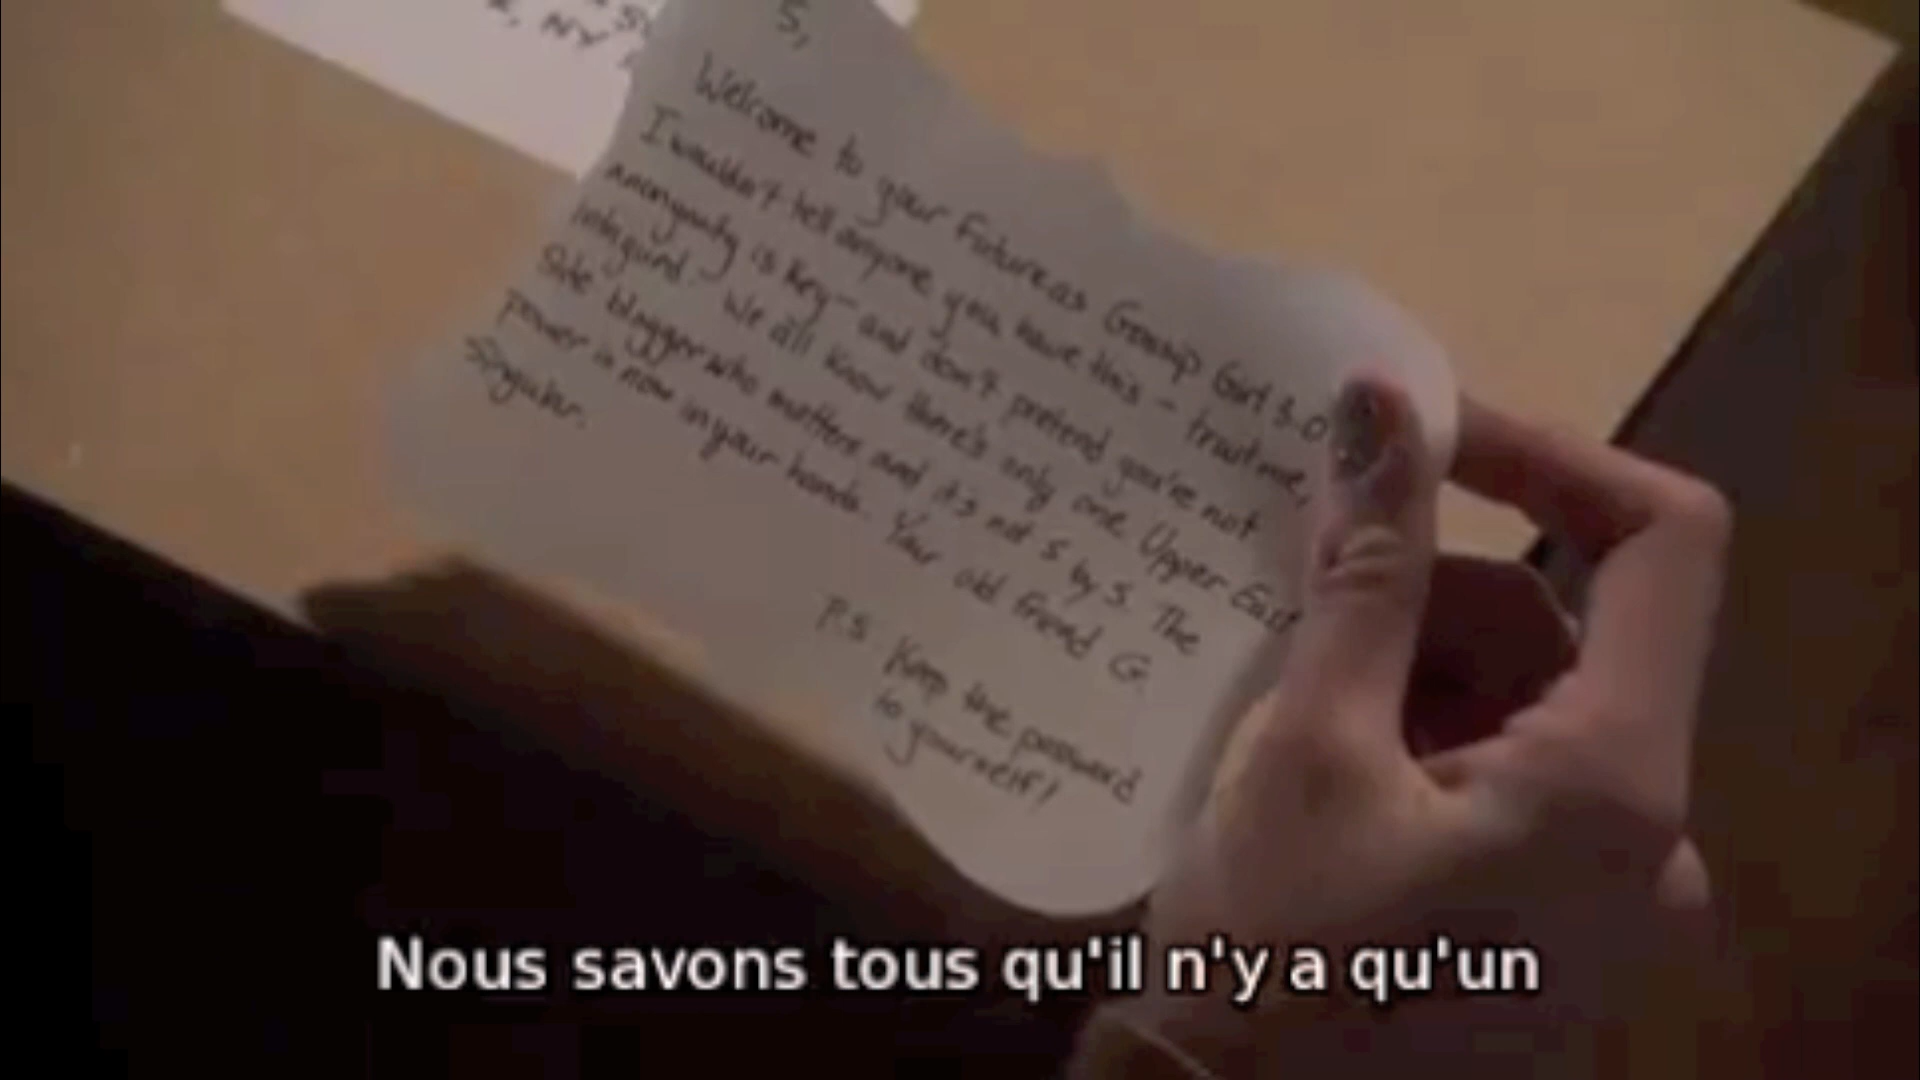 NY
S,
Welcome to your future as Gossip Girl 3.0
I wouldn't tell anyone you have this - trust me,
anonymity is key - and don't pretend you're not
intrigued. We all know there's only one Upper East
Side blogger who matters and it's not S by S. The
power is now in your hands. Your old friend G.
Singular.
P.S Keep the password
to yourself!
Nous savons tous qu'il n'y a qu'un